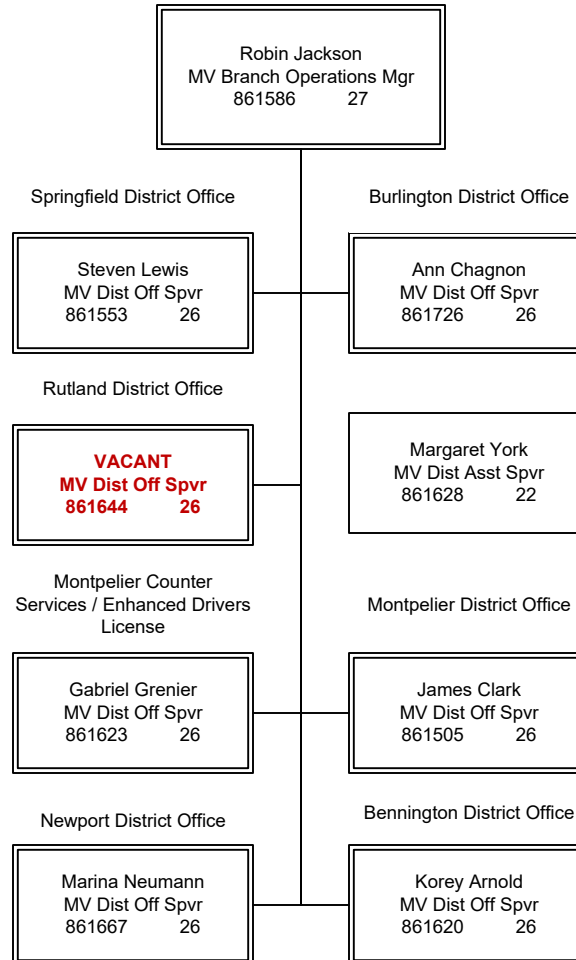 Robin Jackson
MV Branch Operations Mgr
861586 27
Springfield District Office
Steven Lewis
MV Dist Off Spvr
861553 26
Burlington District Office
Ann Chagnon
MV Dist Off Spvr
861726 26
Rutland District Office
VACANT
MV Dist Off Spvr
861644 26
Margaret York
MV Dist Asst Spvr
861628 22
Montpelier Counter
Services / Enhanced Drivers
License
Gabriel Grenier
MV Dist Off Spvr
861623 26
Montpelier District Office
James Clark
MV Dist Off Spvr
861505 26
Newport District Office
Marina Neumann
MV Dist Off Spvr
861667 26
Bennington District Office
Korey Arnold
MV Dist Off Spvr
861620 26